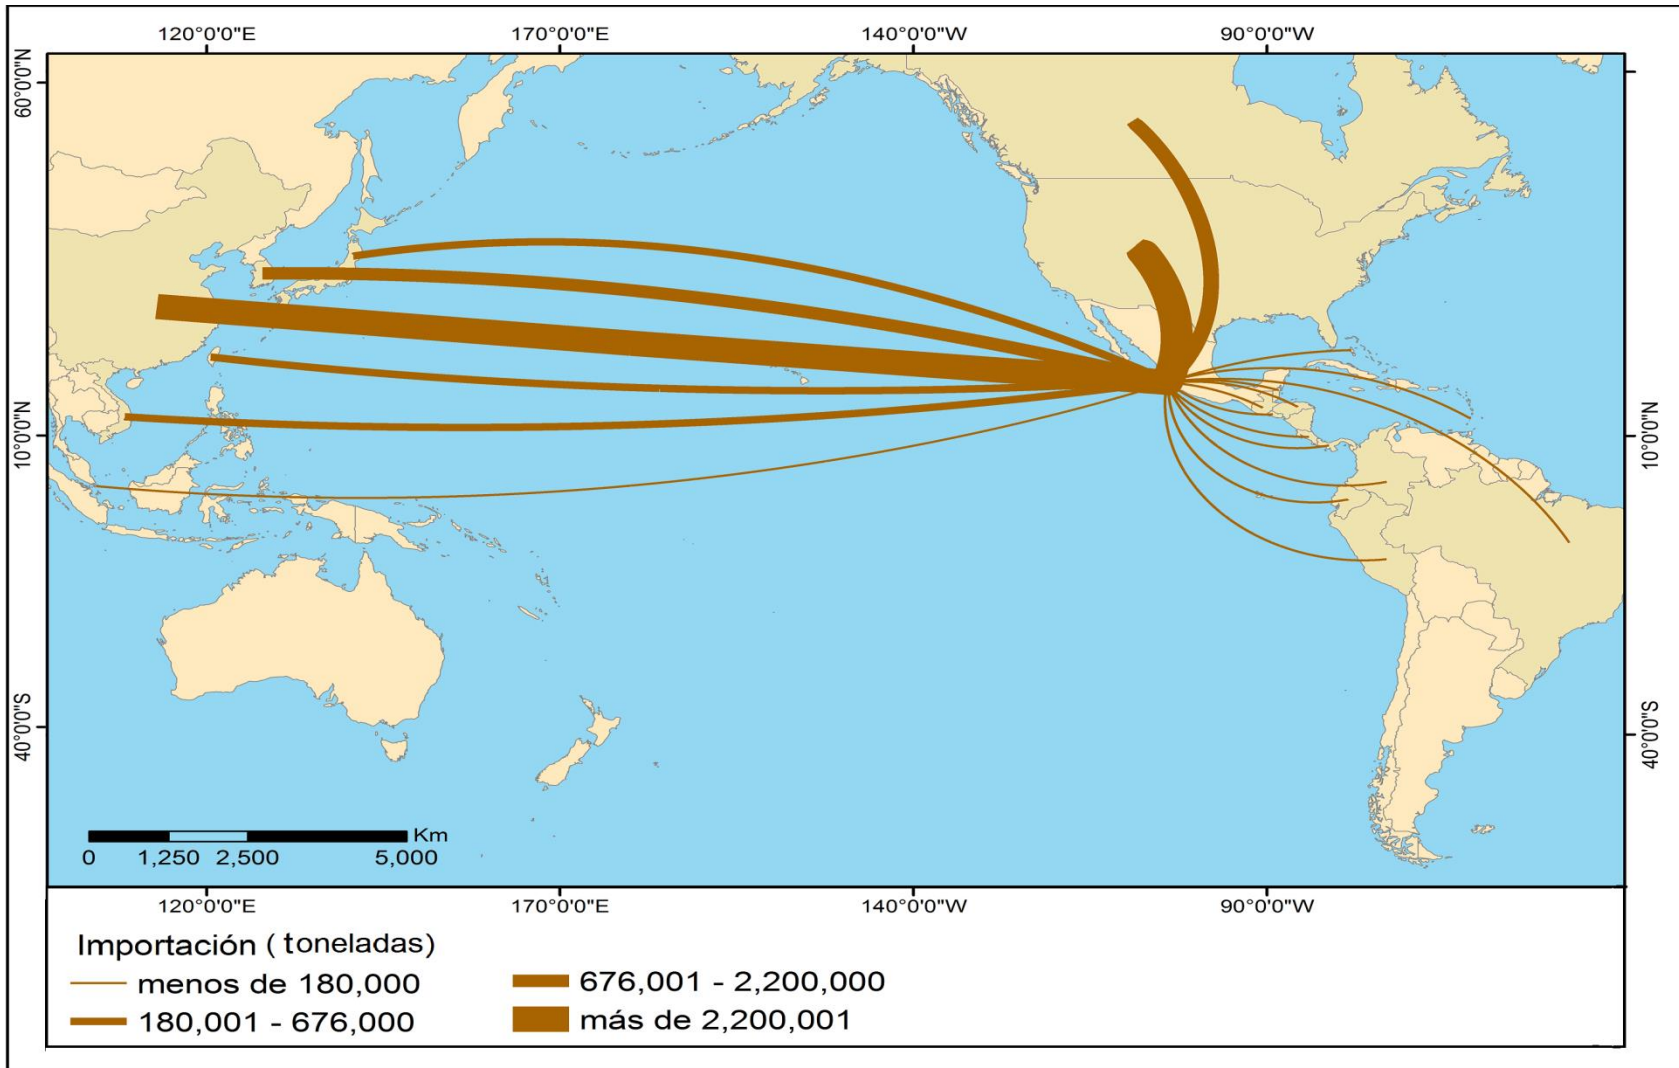 120°0'0"E 170°0'0"E 140°0'0"W 90°0'0"W
60°0'0"N
10°0'0"N 10°0'0"N
40°0'0"S 40°0'0"S
Km
0 1,250 2,500 5,000
120°0'0"E 170°0'0"E 140°0'0"W 90°0'0"W
Importación (toneladas)
menos de 180,000 676,001 - 2,200,000
180,001 - 676,000 más de 2,200,001